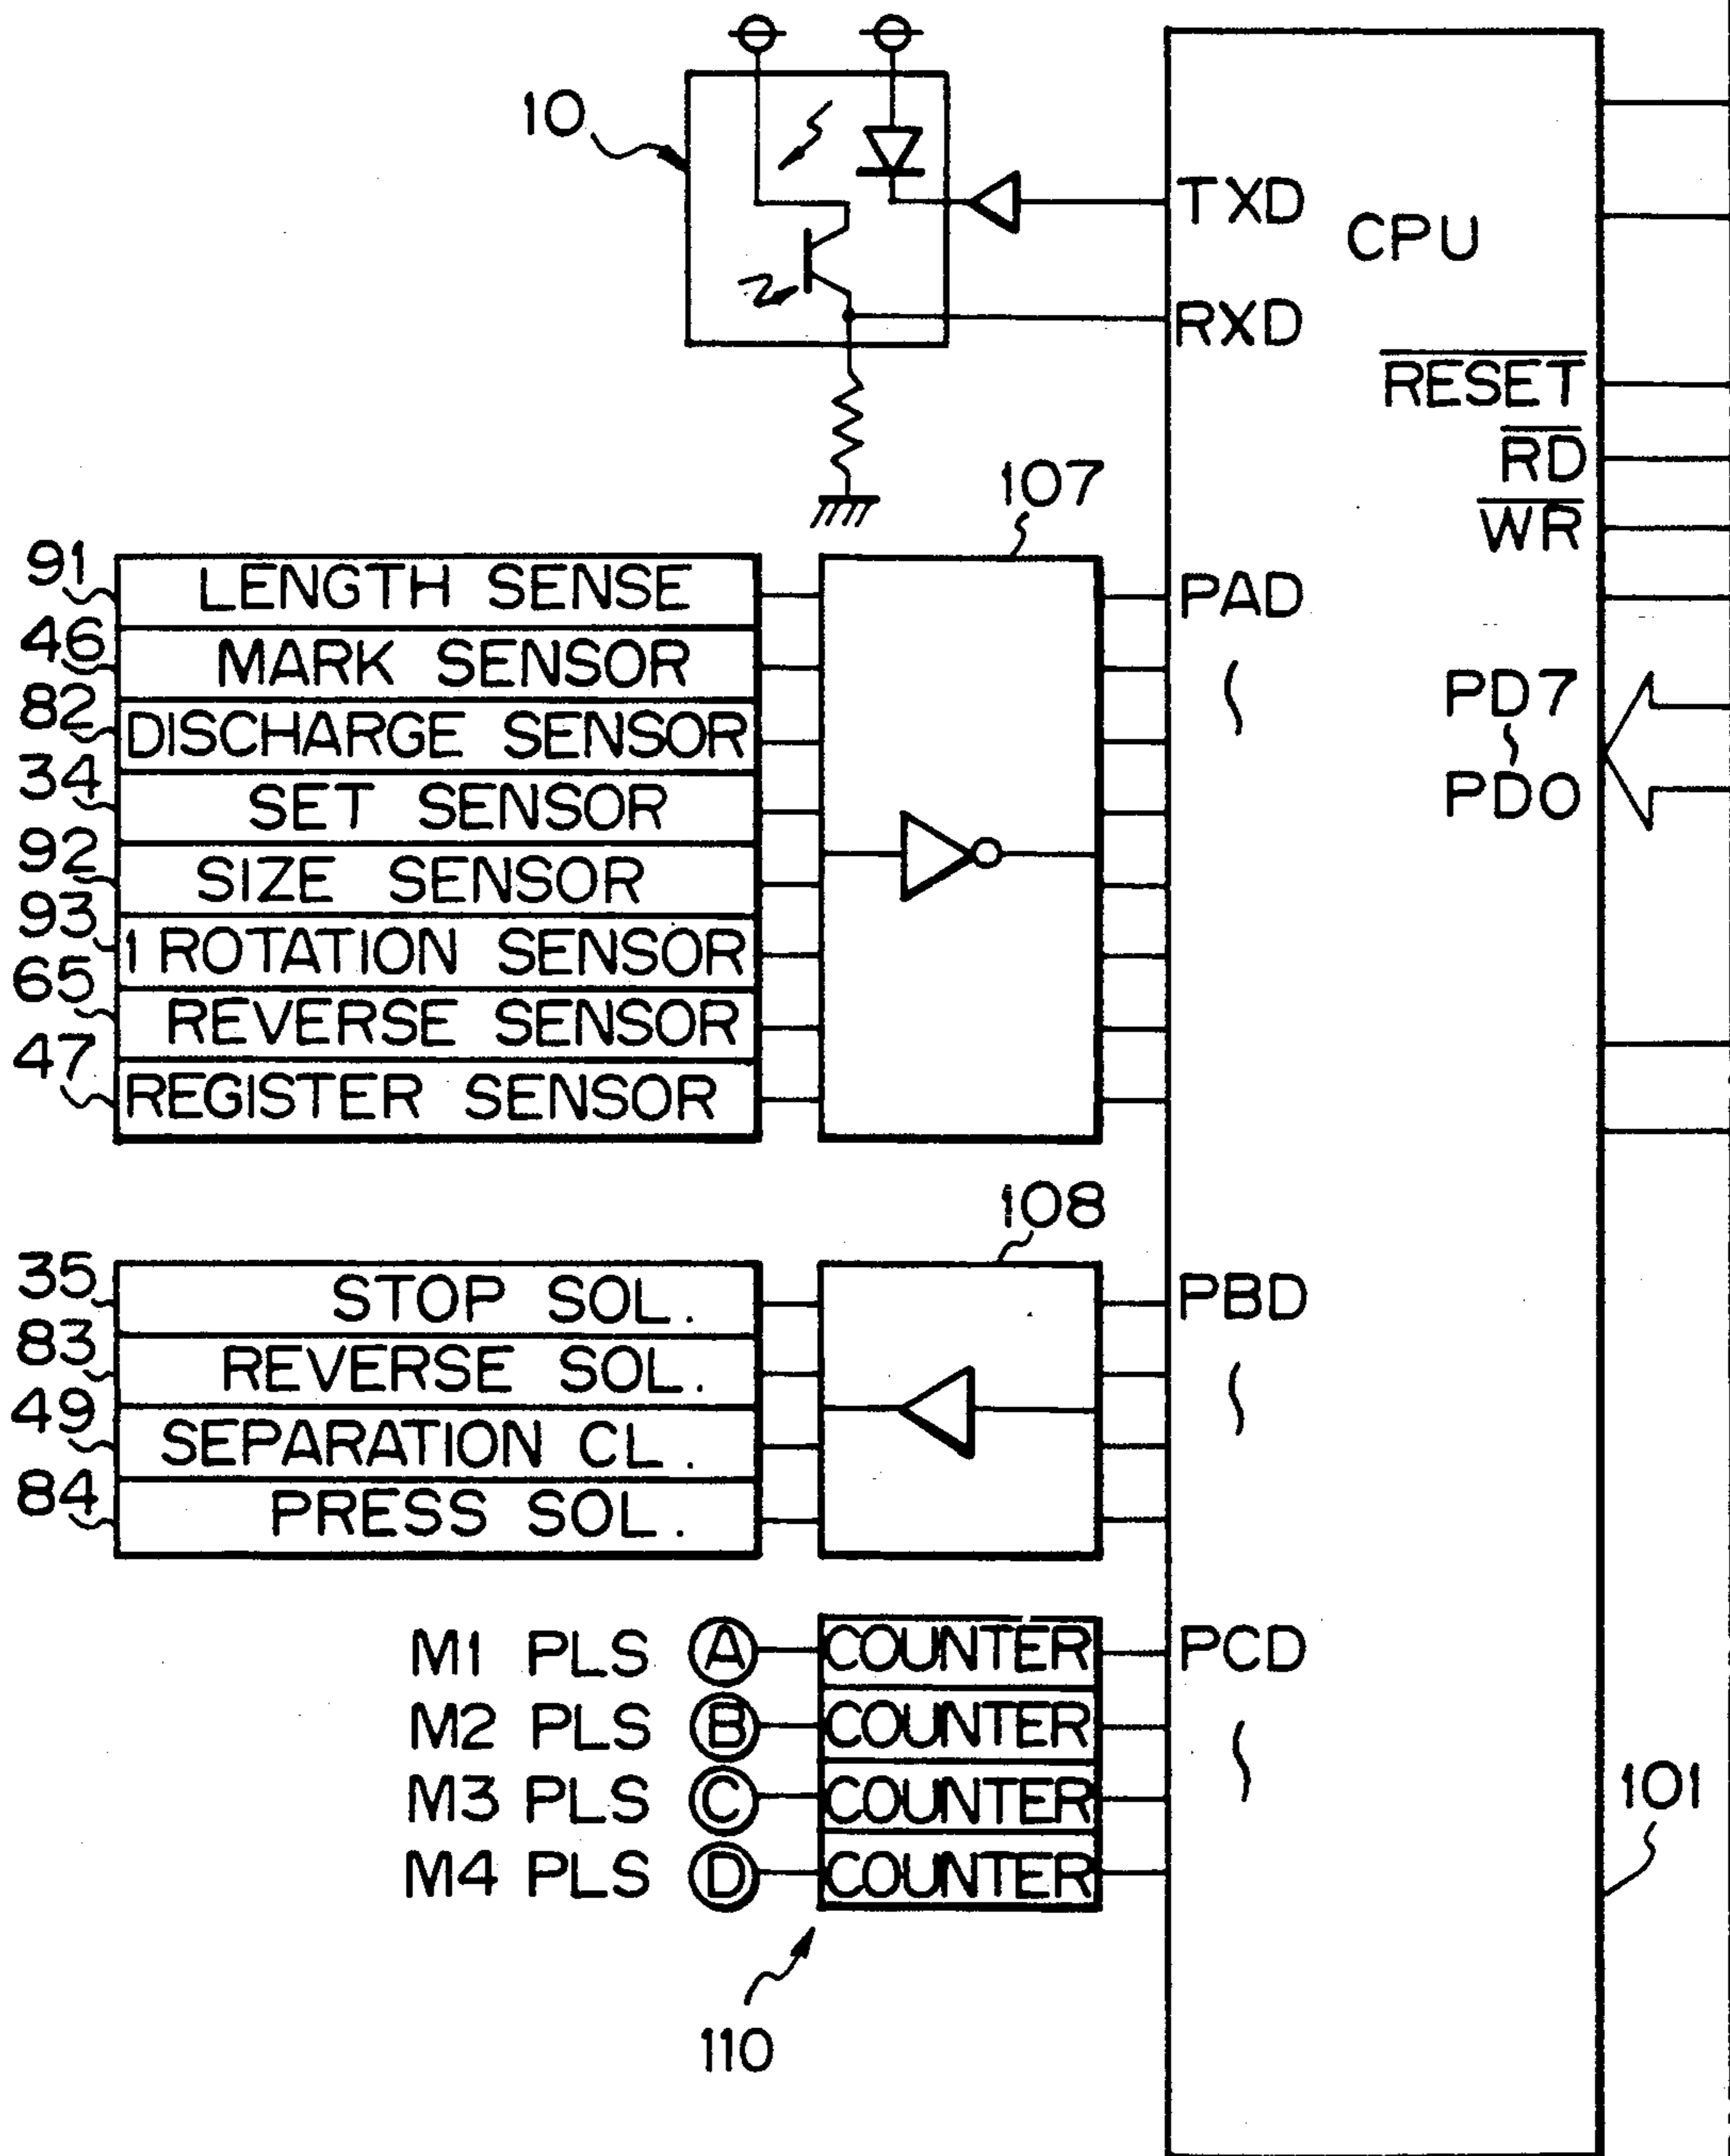 10
TXD
CPU
RXD
RESET
RD
WR
107
91 LENGTH SENSE
PAD
46 MARK SENSOR
82 DISCHARGE SENSOR
PD7
34 SET SENSOR
PD0
92 SIZE SENSOR
93 1 ROTATION SENSOR
65 REVERSE SENSOR
47 REGISTER SENSOR
108
35 STOP SOL.
PBD
83 REVERSE SOL.
49 SEPARATION CL.
84 PRESS SOL.
M1 PLS A COUNTER PCD
M2 PLS B COUNTER
M3 PLS C COUNTER
101
M4 PLS D COUNTER
110